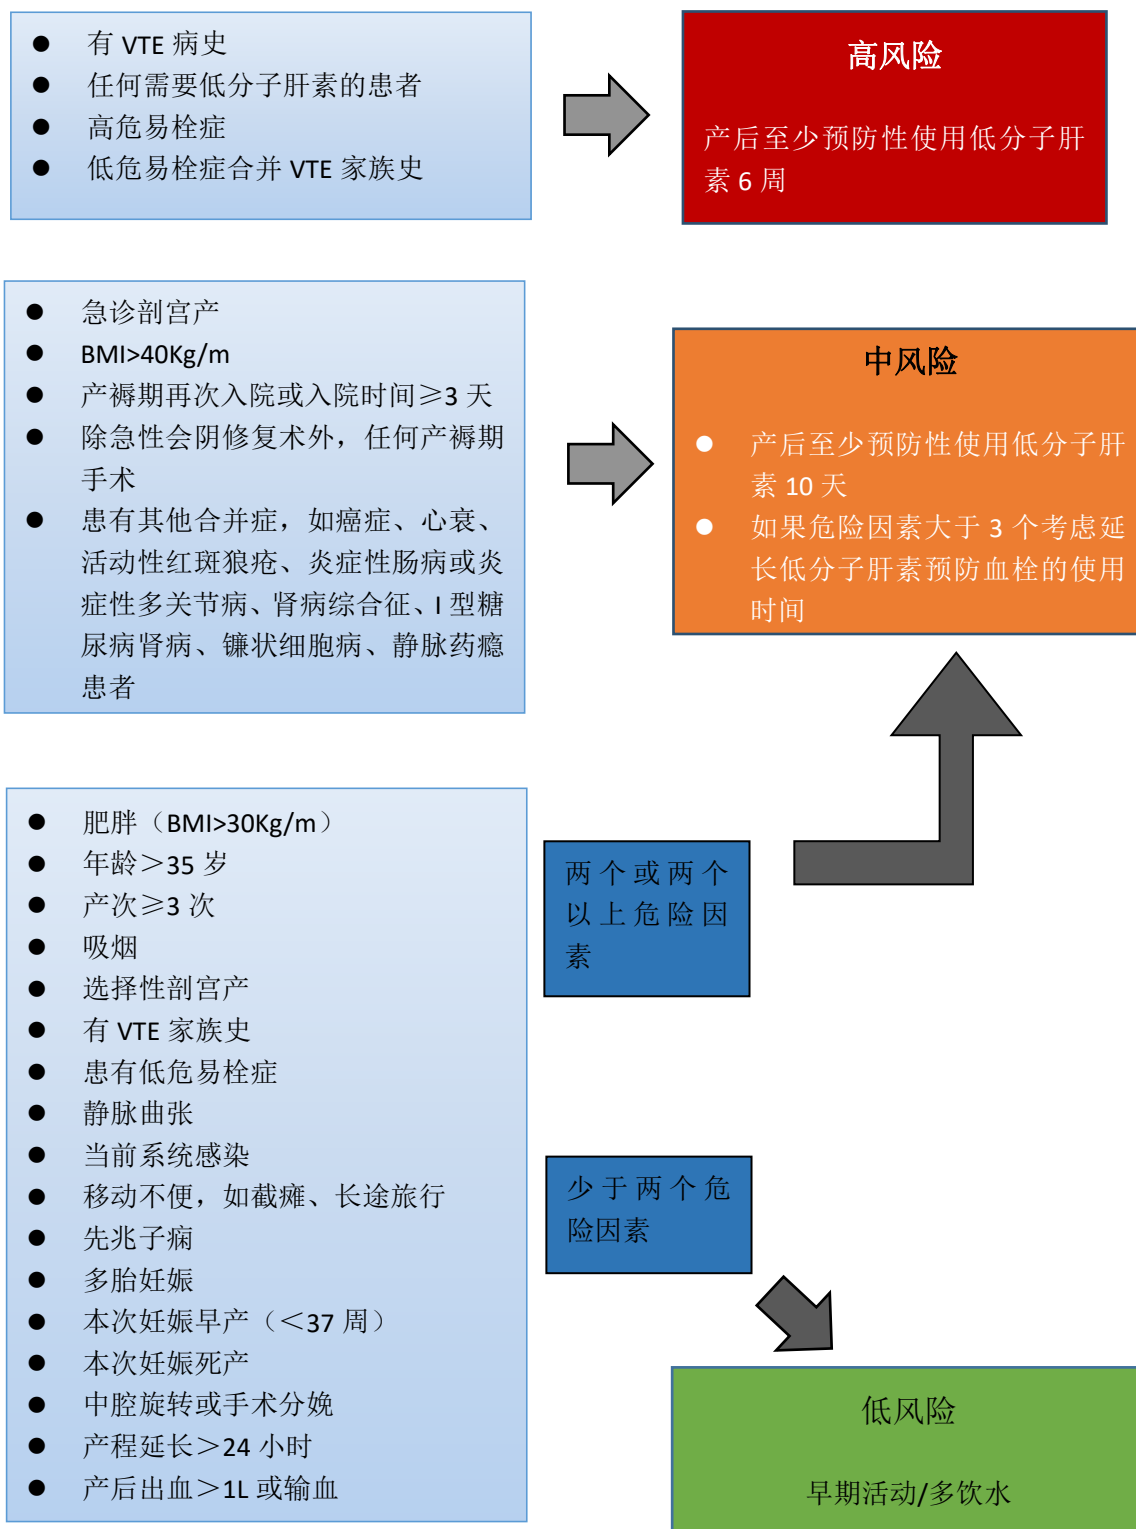 ● 有 VTE 病史
● 任何需要低分子肝素的患者
● 高危易栓症
● 低危易栓症合并 VTE 家族史
高风险
产后至少预防性使用低分子肝
素 6 周
● 急诊剖宫产
● BMI>40Kg/m
● 产褥期再次入院或入院时间≥3 天
● 除急性会阴修复术外，任何产褥期
手术
● 患有其他合并症，如癌症、心衰、
活动性红斑狼疮、炎症性肠病或炎
症性多关节病、肾病综合征、I 型糖
尿病肾病、镰状细胞病、静脉药瘾
患者
中风险
● 产后至少预防性使用低分子肝
素 10 天
● 如果危险因素大于 3 个考虑延
长低分子肝素预防血栓的使用
时间
● 肥胖（BMI>30Kg/m）
● 年龄＞35 岁
● 产次≥3 次
● 吸烟
● 选择性剖宫产
● 有 VTE 家族史
● 患有低危易栓症
● 静脉曲张
● 当前系统感染
● 移动不便，如截瘫、长途旅行
● 先兆子痫
● 多胎妊娠
● 本次妊娠早产（＜37 周）
● 本次妊娠死产
● 中腔旋转或手术分娩
● 产程延长＞24 小时
● 产后出血＞1L 或输血
两个或两个
以上危险因
素
少于两个危
险因素
低风险
早期活动/多饮水